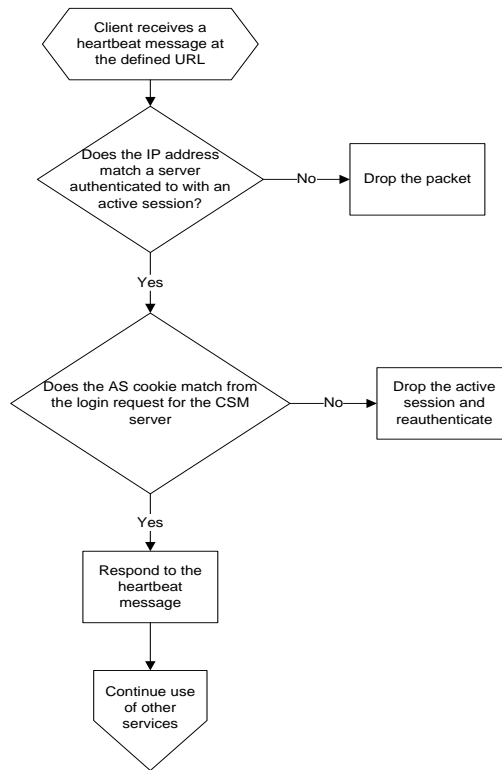 Client receives a
heartbeat message at
the defined URL
Does the IP address
match a server
authenticated to with an
active session?
No
Drop the packet
Yes
Does the AS cookie match from
the login request for the CSM
server
No
Drop the active
session and
reauthenticate
Yes
Respond to the
heartbeat
message
Continue use
of other
services